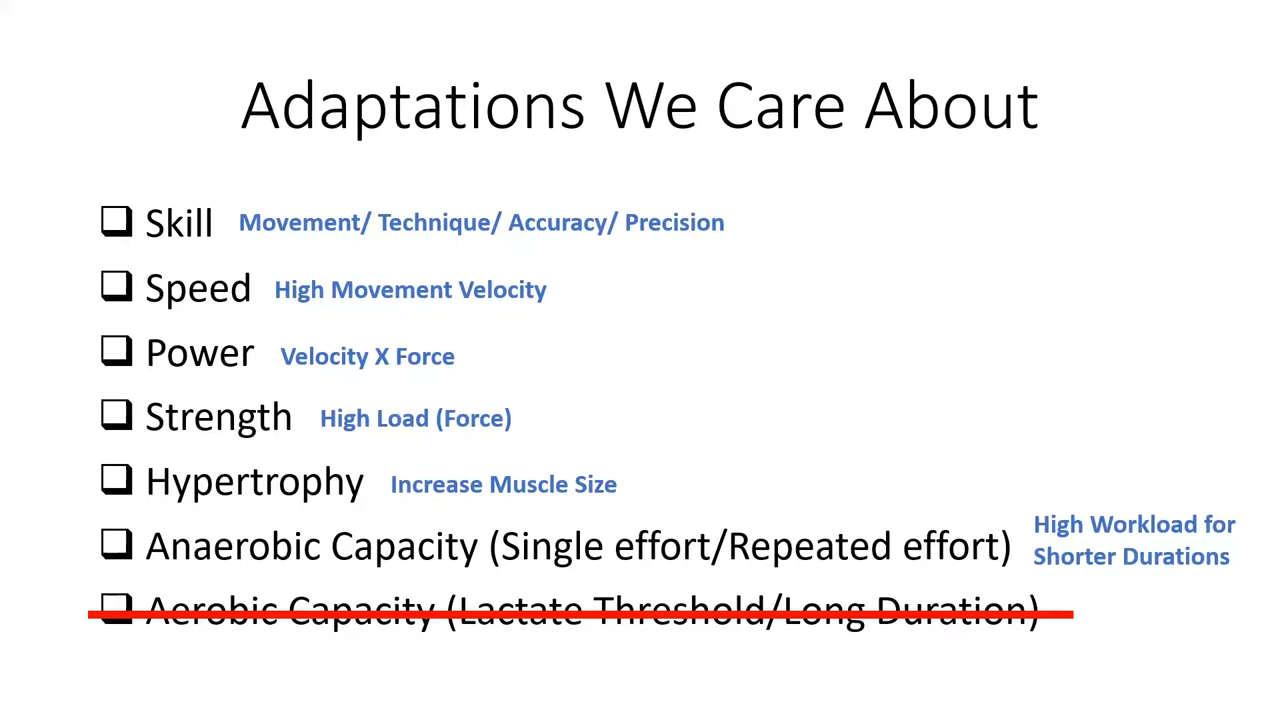 Adaptations We Care About
Skill Movement/ Technique/ Accuracy/ Precision
Speed High Movement Velocity
Power Velocity X Force
Strength High Load (Force)
Hypertrophy Increase Muscle Size
Anaerobic Capacity (Single effort/Repeated effort)
High Workload for
Shorter Durations
Aerobic Capacity (Lactate Threshold/Long Duration)